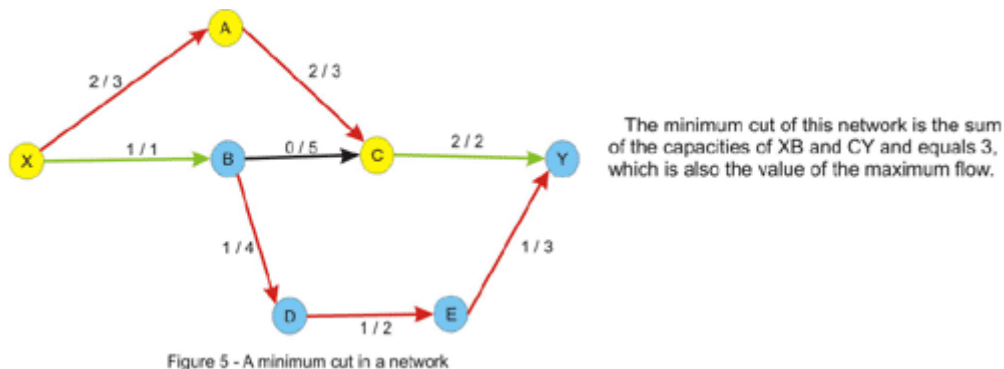 A
2 / 3
2 / 3
The minimum cut of this network is the sum
of the capacities of XB and CY and equals 3,
which is also the value of the maximum flow.
X
1 / 1
B
0 / 5
C
2 / 2
Y
1 / 4
1 / 3
D
1 / 2
E
Figure 5 - A minimum cut in a network